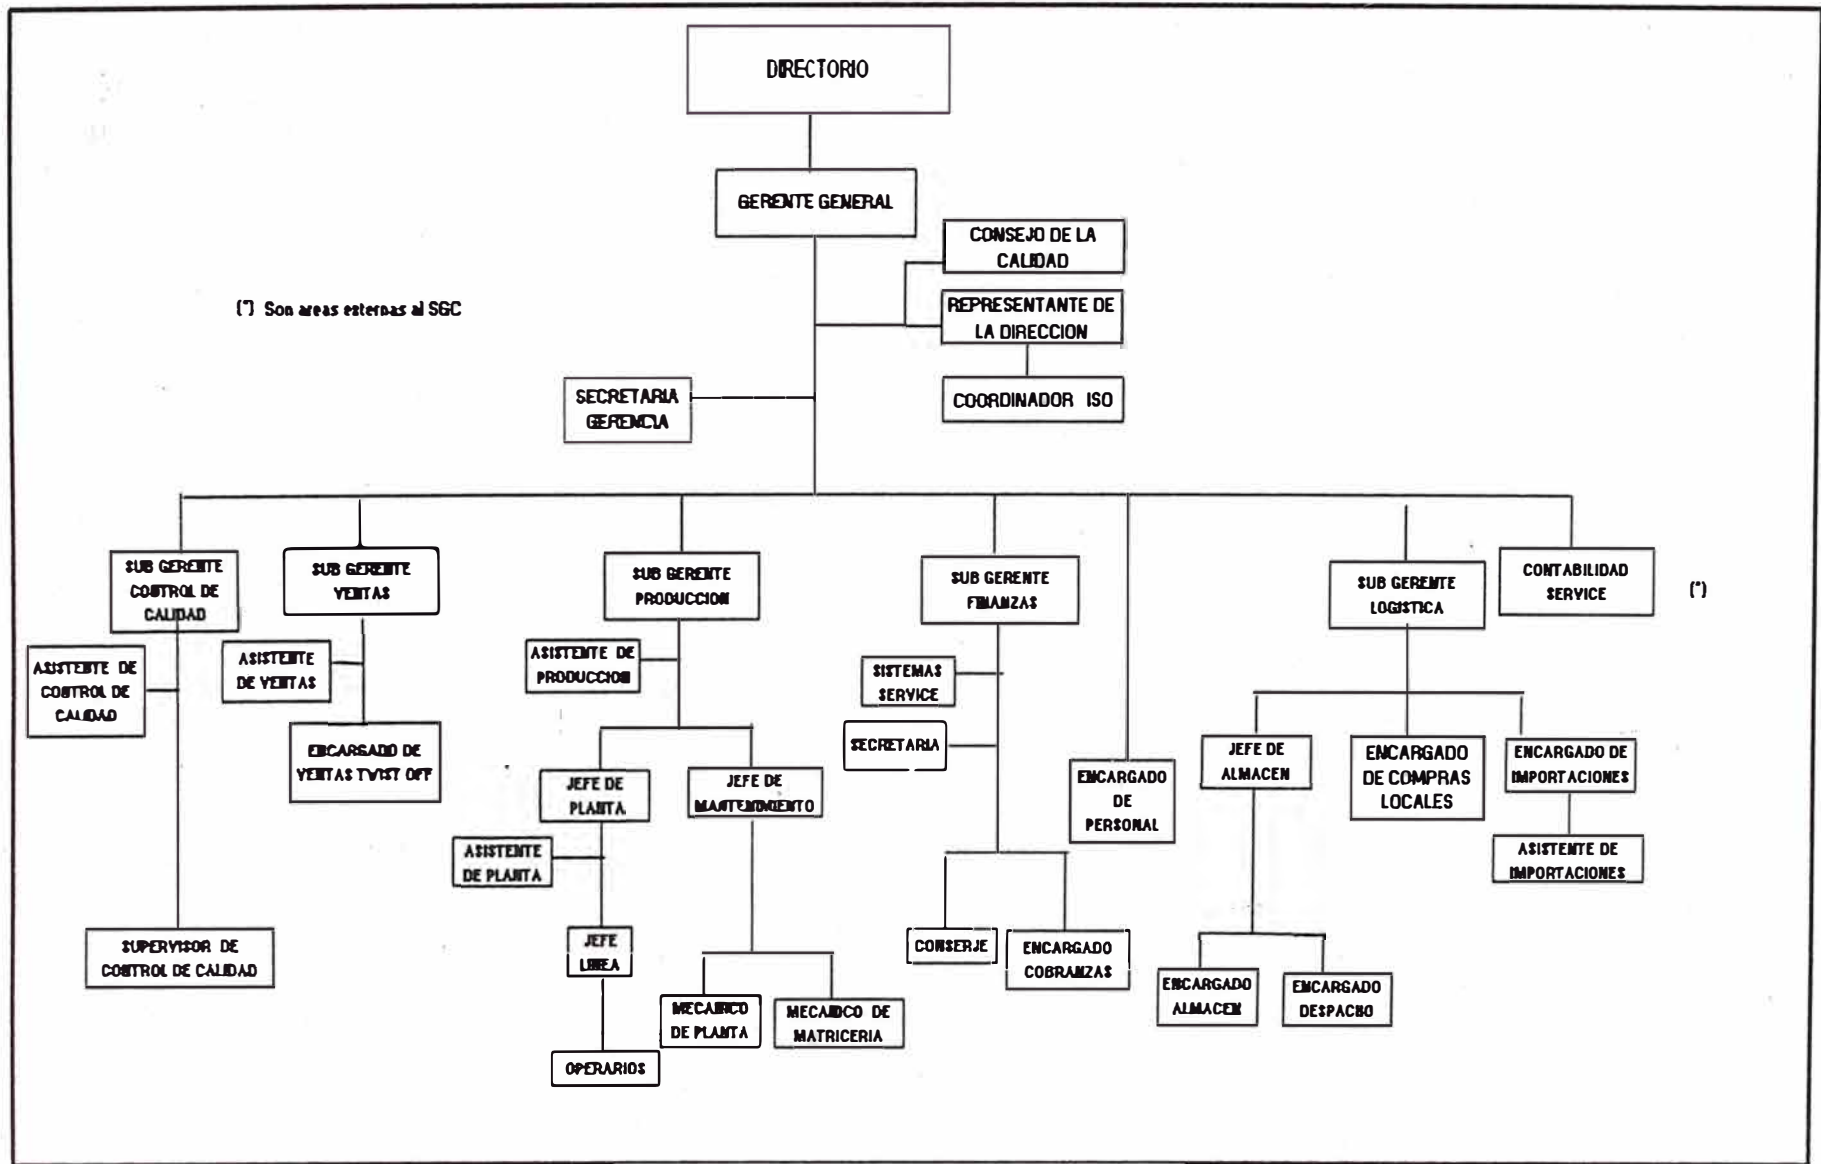 DIRECTORIO
GERENTE GENERAL
CONSEJO DE LA
CALIDAD
(*) Son areas externas al SGC
REPRESENTANTE DE
LA DIRECCION
SECRETARIA
GERENCIA
COORDINADOR ISO
SUB GERENTE
CONTROL DE
CALIDAD
SUB GERENTE
VENTAS
SUB GERENTE
PRODUCCION
SUB GERENTE
FINANZAS
SUB GERENTE
LOGISTICA
CONTABILIDAD
SERVICE
(*)
ASISTENTE DE
CONTROL DE
CALIDAD
ASISTENTE
DE VENTAS
ASISTENTE DE
PRODUCCION
SISTEMAS
SERVICE
SECRETARIA
ENCARGADO DE
VENTAS TWIST OFF
JEFE DE
PLANTA
JEFE DE
MANTENIMIENTO
ENCARGADO
DE
PERSONAL
JEFE DE
ALMACEN
ENCARGADO
DE COMPRAS
LOCALES
ENCARGADO DE
IMPORTACIONES
ASISTENTE
DE PLANTA
ASISTENTE DE
IMPORTACIONES
SUPERVISOR DE
CONTROL DE CALIDAD
JEFE
LINEA
CONSERJE
ENCARGADO
COBRANZAS
MECANICO
DE PLANTA
MECANICO DE
MATRICERIA
ENCARGADO
ALMACEN
ENCARGADO
DESPACHO
OPERARIOS